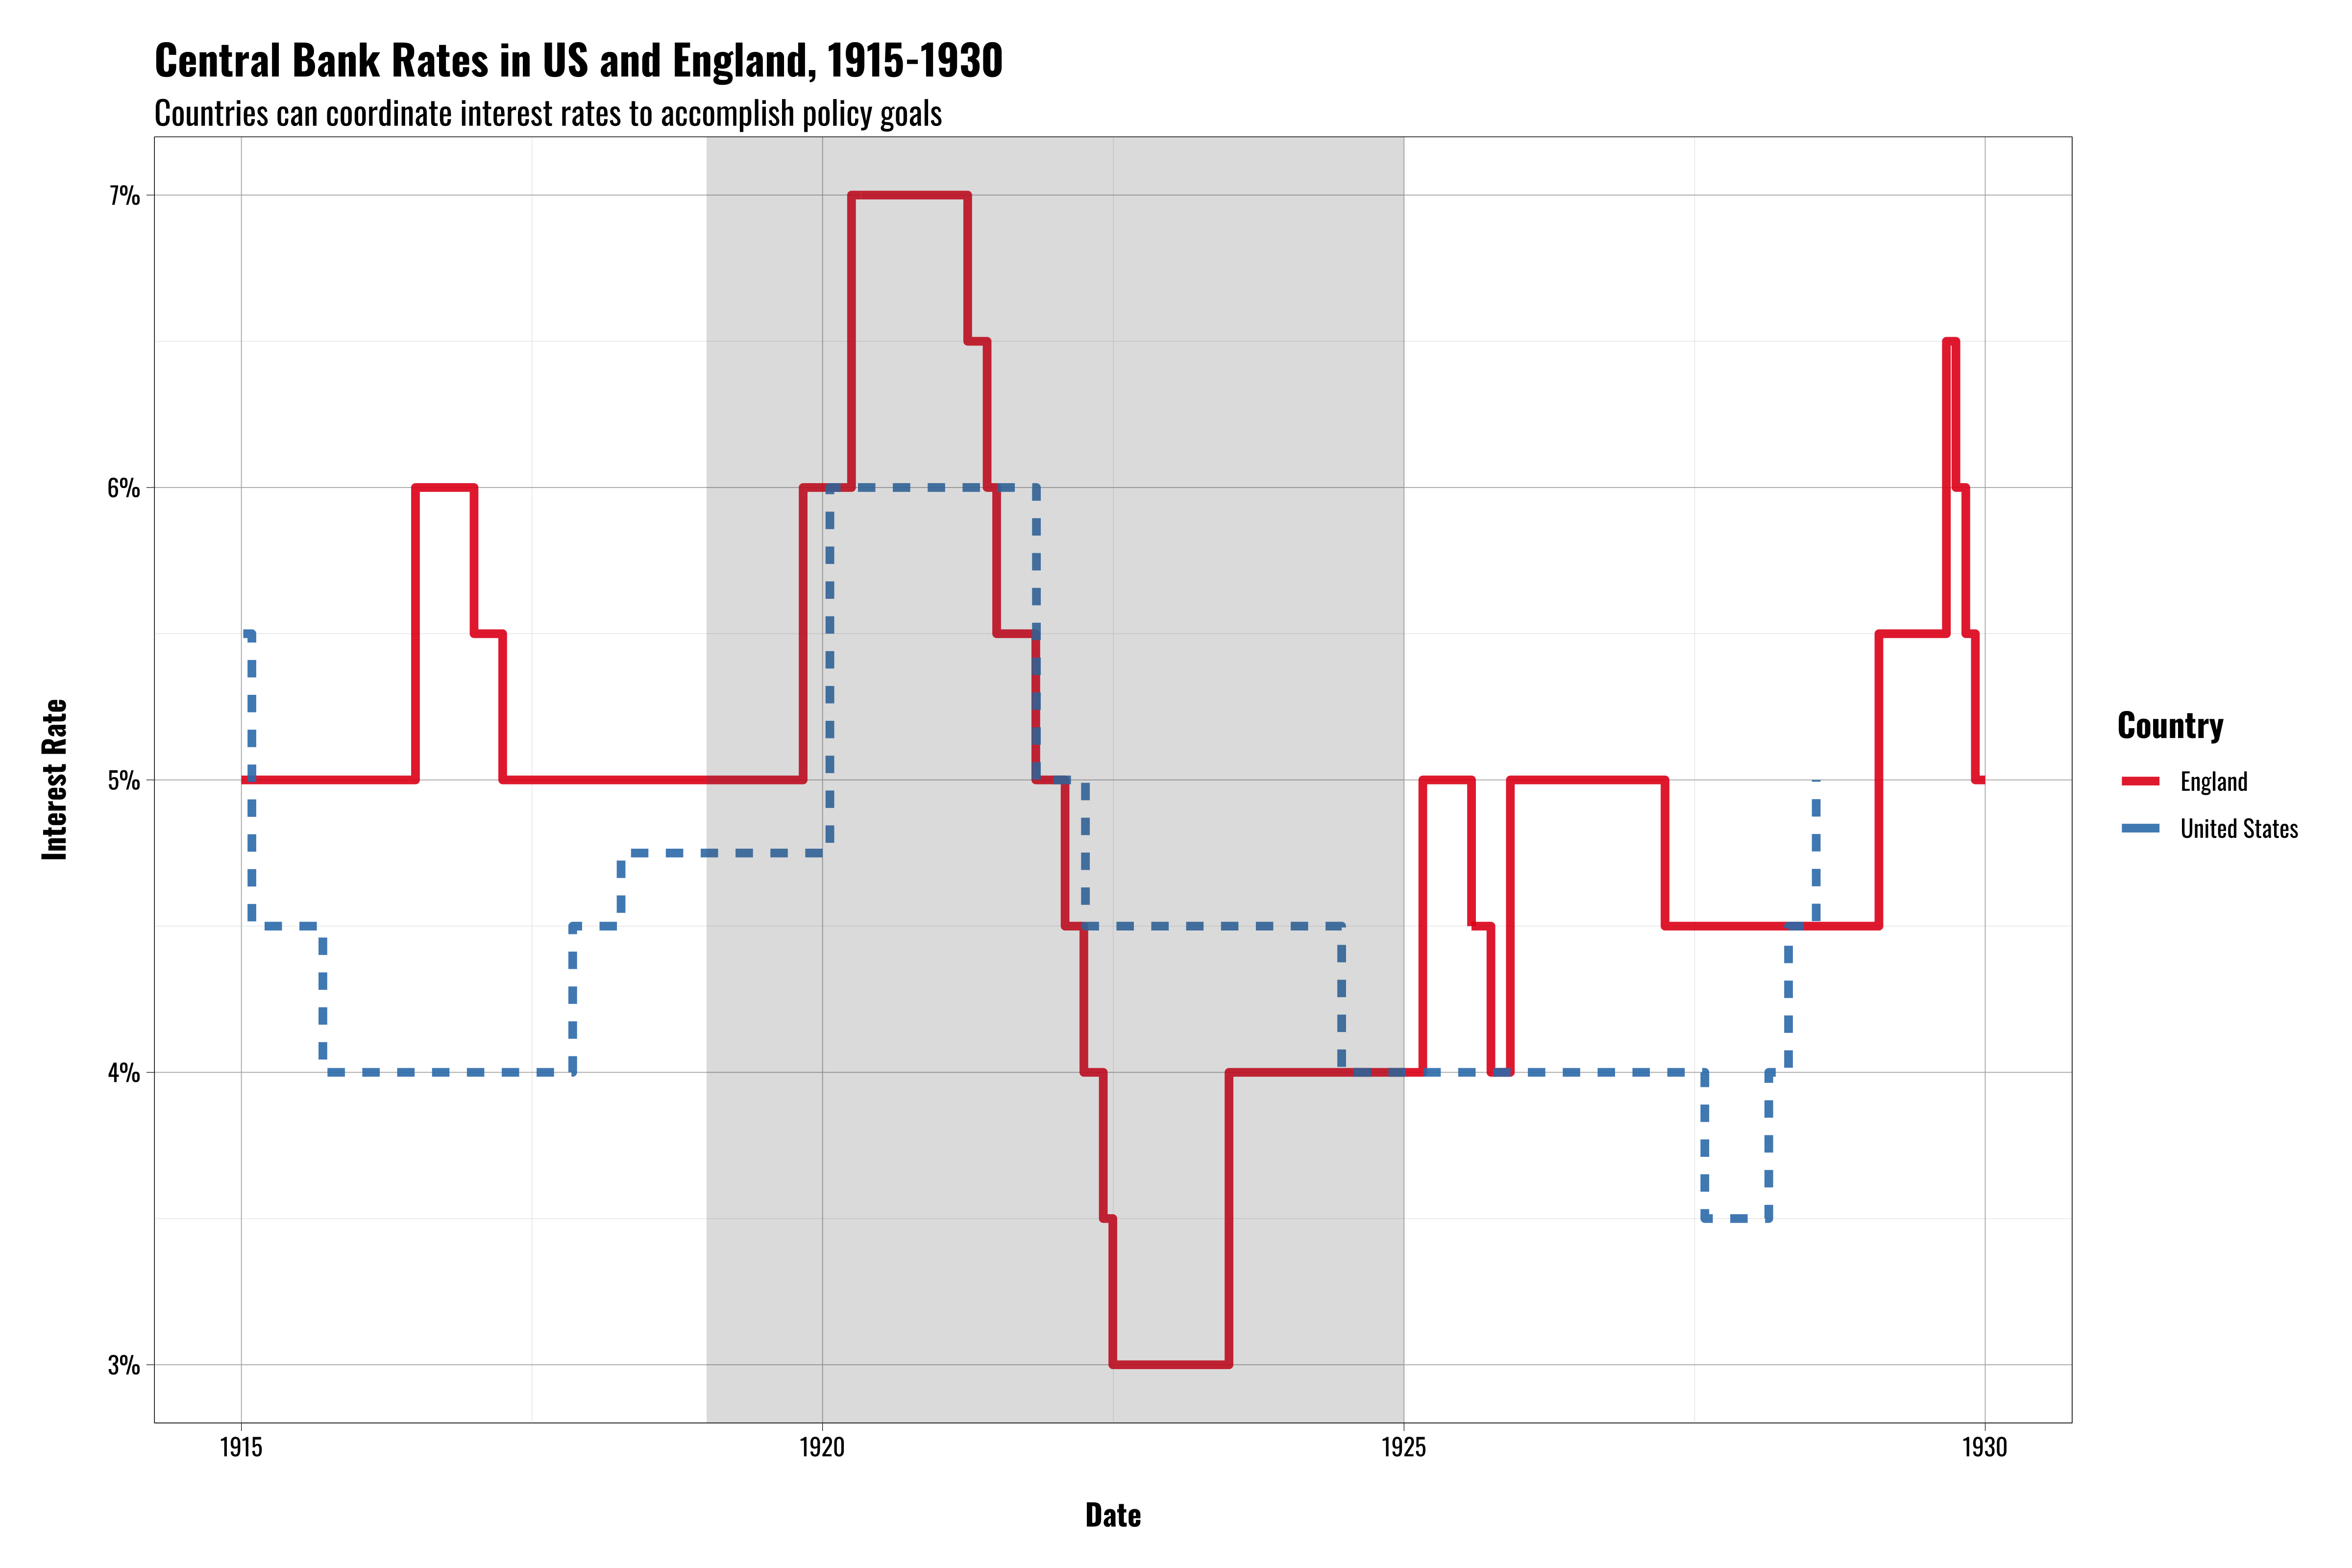 Central Bank Rates in US and England, 1915-1930
Countries can coordinate interest rates to accomplish policy goals
7%
6%
5%
4%
3%
Interest Rate
1915
1920
1925
1930
Date
Country
England
United States